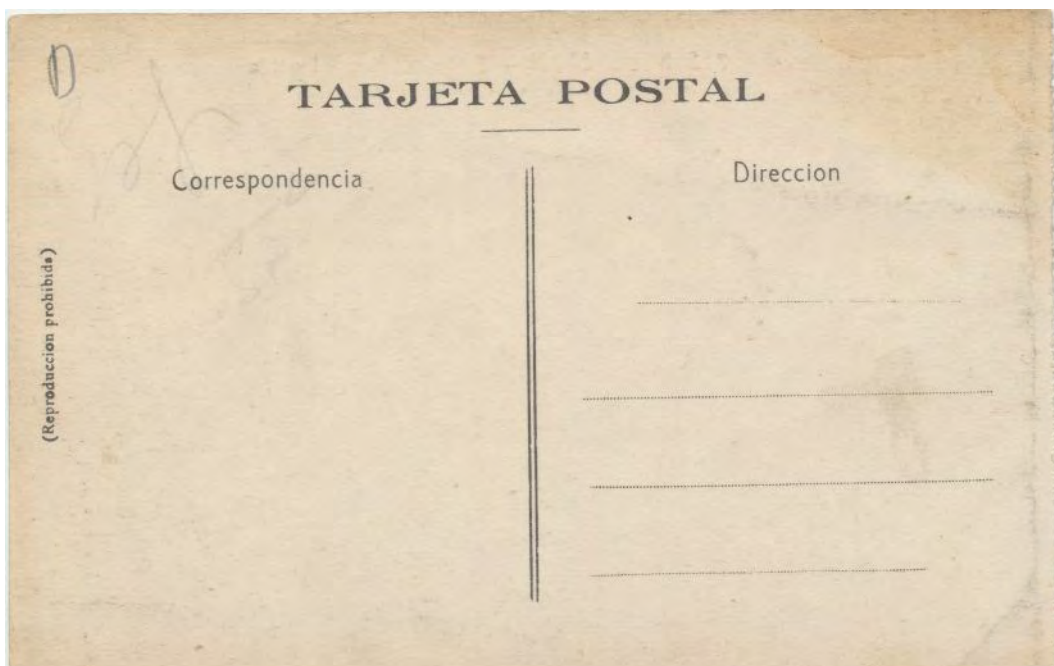 D
TARJETA POSTAL
Correspondencia
Direccion
(Reproduccion prohibida)